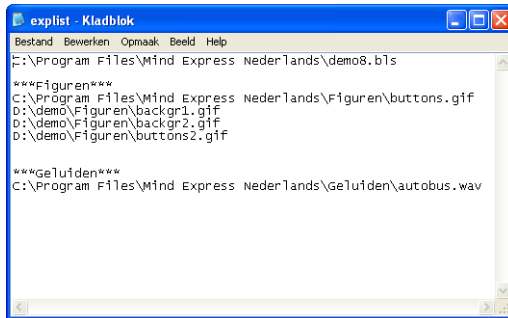 explist - Kladblok
Bestand Bewerken Opmaak Beeld Help
C:\Program Files\Mind Express Nederlands\demo8.bls
***Figuren***
C:\Program Files\Mind Express Nederlands\Figuren\buttons.gif
D:\demo\Figuren\backgr1.gif
D:\demo\Figuren\backgr2.gif
D:\demo\Figuren\buttons2.gif
***Geluiden***
C:\Program Files\Mind Express Nederlands\Geluiden\autobus.wav